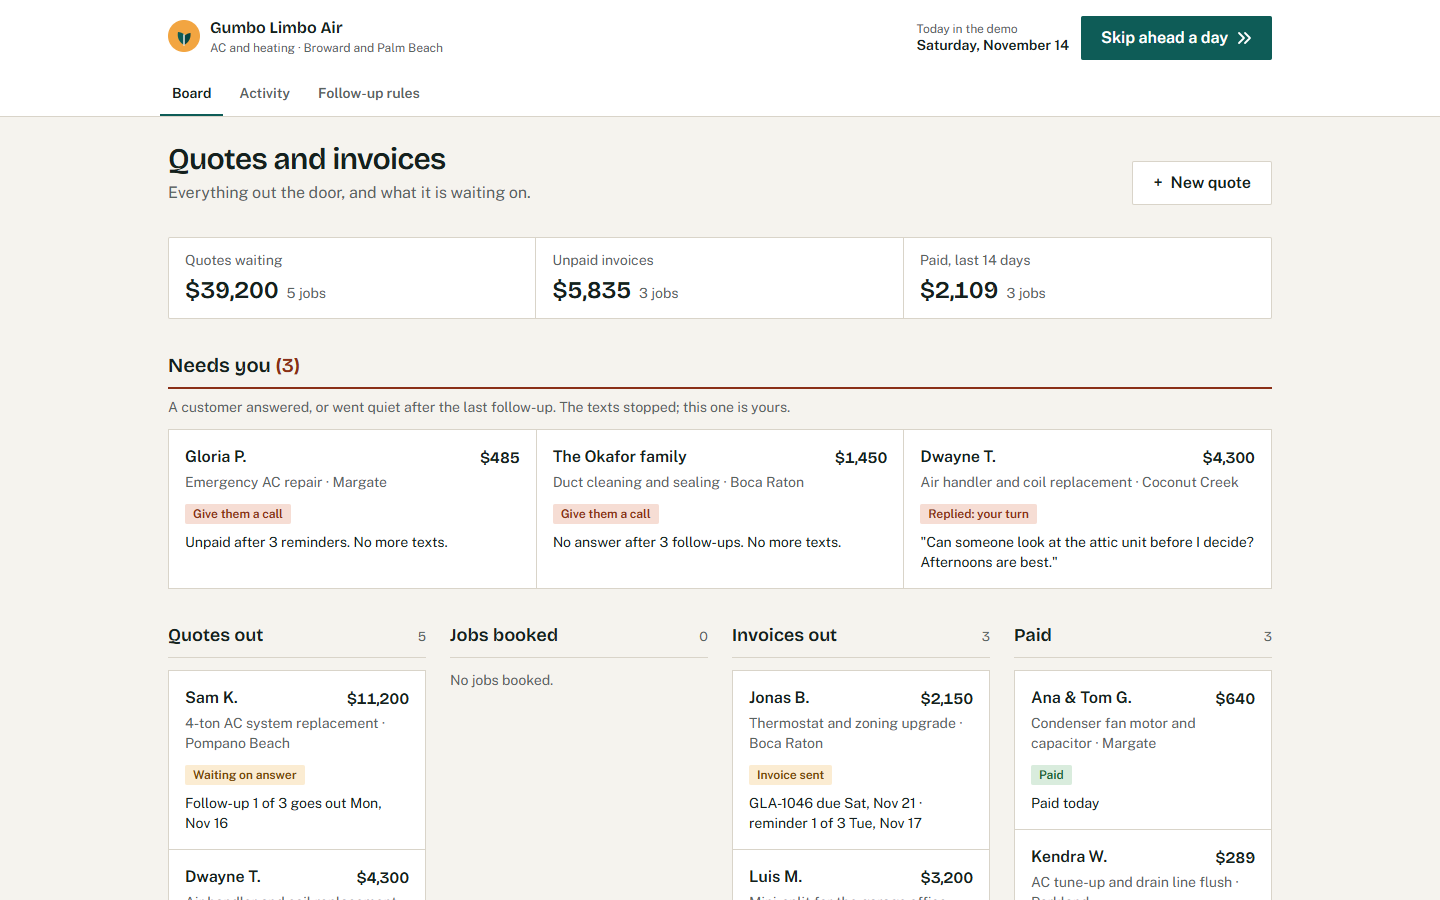 Gumbo Limbo Air
AC and heating · Broward and Palm Beach
Today in the demo
Saturday, November 14
Skip ahead a day
Board
Activity
Follow-up rules
Quotes and invoices
Everything out the door, and what it is waiting on.
+ New quote
Quotes waiting
$39,200 5 jobs
Unpaid invoices
$5,835 3 jobs
Paid, last 14 days
$2,109 3 jobs
Needs you (3)
A customer answered, or went quiet after the last follow-up. The texts stopped; this one is yours.
Gloria P. $485
Emergency AC repair · Margate
Give them a call
Unpaid after 3 reminders. No more texts.
The Okafor family $1,450
Duct cleaning and sealing · Boca Raton
Give them a call
No answer after 3 follow-ups. No more texts.
Dwayne T. $4,300
Air handler and coil replacement · Coconut Creek
Replied: your turn
"Can someone look at the attic unit before I decide?
Afternoons are best."
Quotes out 5
Sam K. $11,200
4-ton AC system replacement ·
Pompano Beach
Waiting on answer
Follow-up 1 of 3 goes out Mon,
Nov 16
Dwayne T. $4,300
Jobs booked 0
No jobs booked.
Invoices out 3
Jonas B. $2,150
Thermostat and zoning upgrade ·
Boca Raton
Invoice sent
GLA-1046 due Sat, Nov 21 ·
reminder 1 of 3 Tue, Nov 17
Luis M. $3,200
Paid 3
Ana & Tom G. $640
Condenser fan motor and
capacitor · Margate
Paid
Paid today
Kendra W. $289
AC tune-up and drain line flush ·